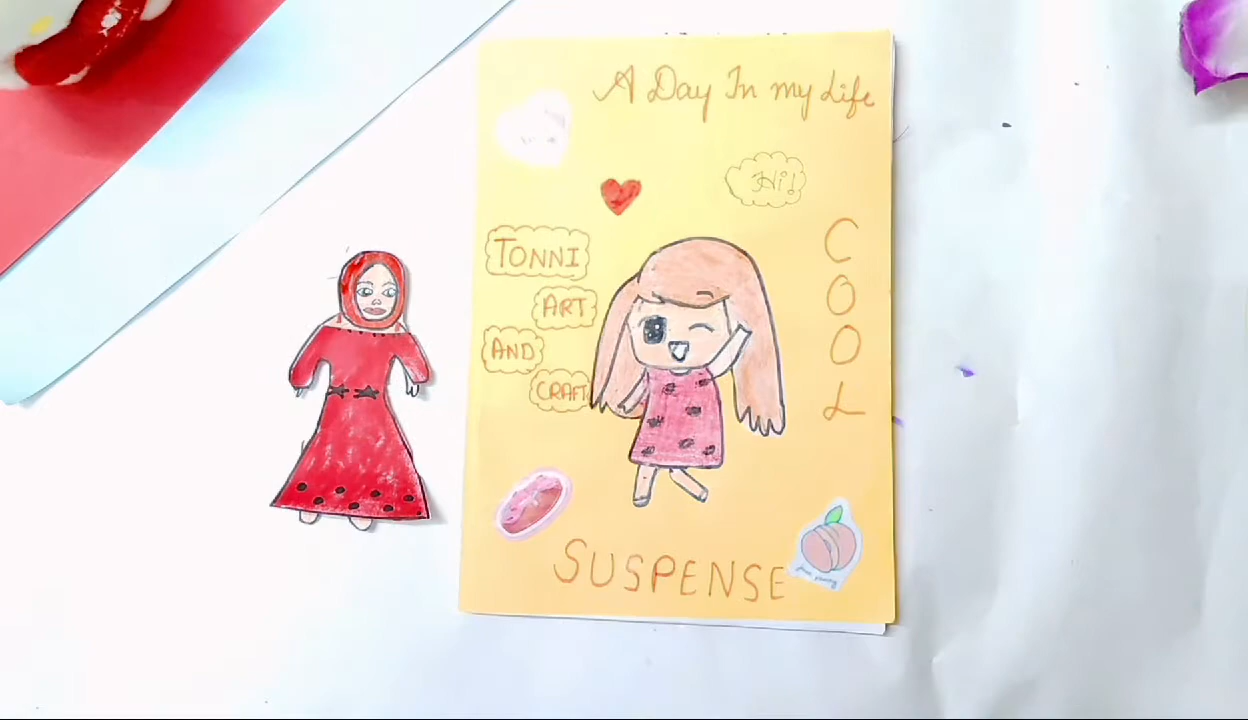 A Day In my Life
Hi!
TONNI
ART
AND
CRAFT
COOL
SUSPENSE